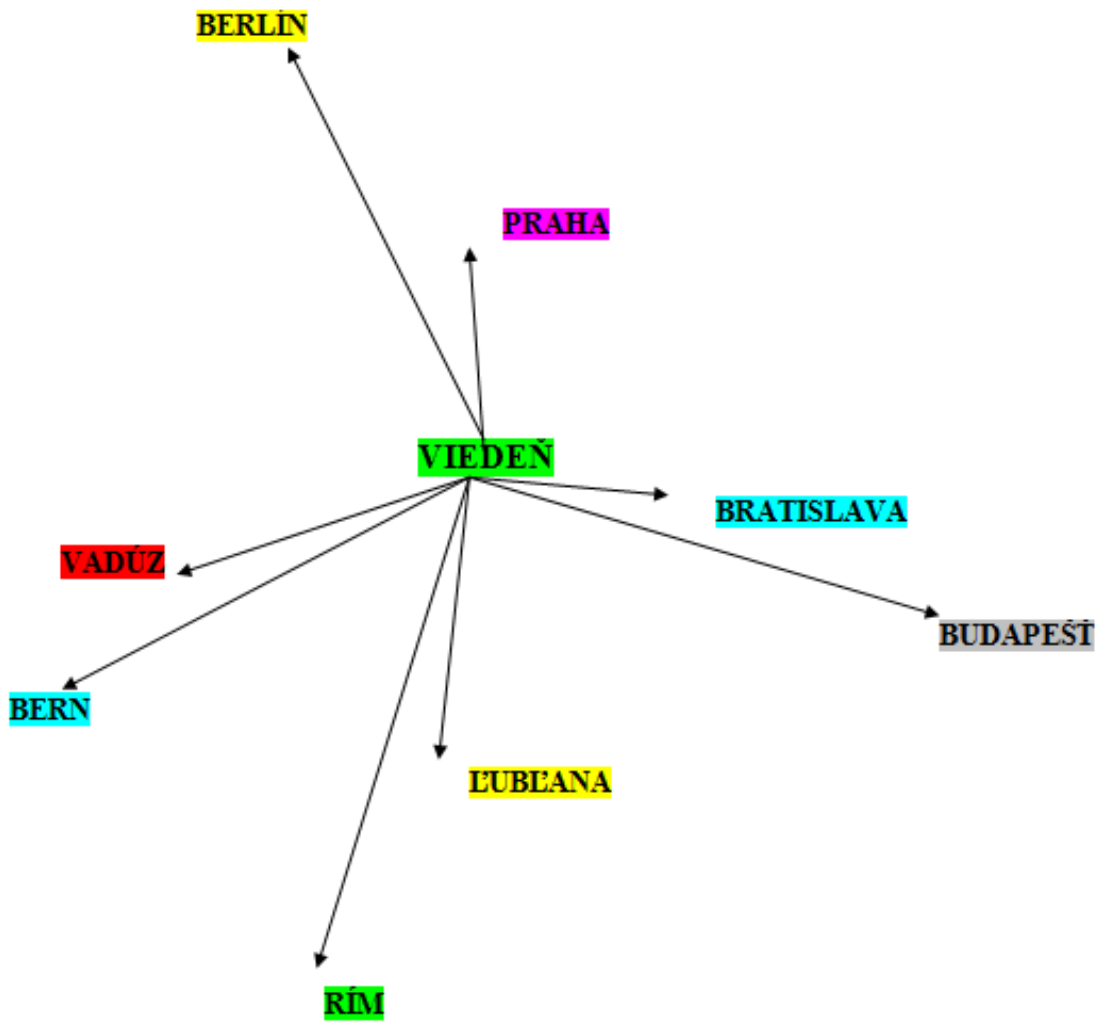 BERLÍN
PRAHA
VIEDEŇ
BRATISLAVA
VADÚZ
BUDAPEŠŤ
BERN
ĽUBĽANA
RÍM